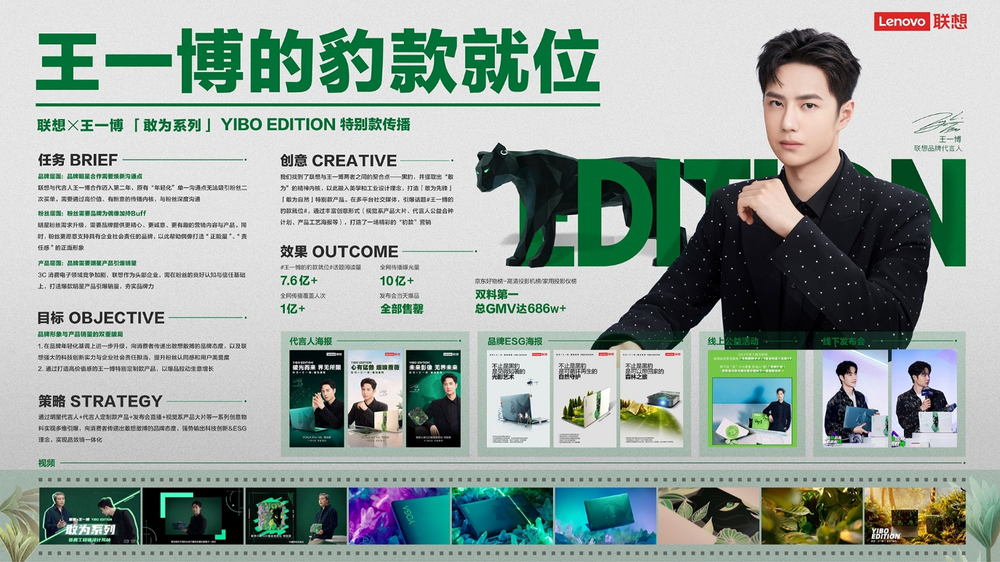 Lenovo 联想
王一博的豹款就位
联想×王一博「敢为系列」 YIBO EDITION 特别款传播
王一博
联想品牌代言人
EDITION
任务 BRIEF
品牌层面：品牌明星合作需要焕新沟通点
联想与代言人王一博合作迈入第二年，原有“年轻化”单一沟通点无法吸引粉丝二
次买单，需要通过高价值、有新意的传播内核，与粉丝深度沟通
粉丝层面：粉丝需要品牌为偶像加持Buff
明星粉丝需求升级，需要品牌提供更精心、更诚意、更有趣的营销内容与产品。同
时，粉丝更愿意支持具有企业社会责任的品牌，以此帮助偶像打造“正能量”、“责
任感”的正面形象
产品层面：品牌需要明星产品引爆销量
3C 消费电子领域竞争加剧，联想作为头部企业，需在粉丝的良好认知与信任基础
上，打造爆款明星产品引爆销量，夯实品牌力
目标 OBJECTIVE
品牌形象与产品销量的双重破局
1.在品牌年轻化基调上进一步升级，向消费者传递出敢想敢搏的品牌态度，以及联
想强大的科技创新实力与企业社会责任担当，提升粉丝认同感和用户美誉度
2. 通过打造高价值感的王一博特别定制款产品，以爆品拉动生意增长
策略 STRATEGY
通过明星代言人+代言人定制款产品+发布会直播+视觉系产品大片等一系列创意物
料实现多维引爆，向消费者传递出敢想敢搏的品牌态度，强势输出科技创新&ESG
理念，实现品效销一体化
创意 CREATIVE
我们找到了联想与王一博两者之间的契合点——黑豹，并提取出“敢
为”的精神内核，以此融入美学和工业设计理念，打造「敢为先锋」
「敢为自然」特别款产品。在多平台社交媒体，引爆话题#王一博的
豹款就位#，通过丰富创意形式（视觉系产品大片、代言人公益合种
计划、产品工艺海报等），打造了一场精彩的“豹款”营销
效果 OUTCOME
#王一博的豹款就位#话题阅读量
7.6亿+
全网传播曝光量
10亿+
全网传播覆盖人次
1亿+
发布会当天爆品
全部售罄
京东好物榜-高清投影机榜/家用投影仪榜
双料第一
总GMV达686w+
代言人海报
YIBO EDITION
破光而来 界无所限
YOGA Pro 14s 特别款
YIBO EDITION
心有猛兽 细嗅蔷薇
YIBO EDITION
未来影像 无界未来
品牌ESG海报
不止是黑豹
是见微知著的
光影艺术
不止是黑豹
是可循环再生的
自然守护
不止是黑豹
是可以带回家的
森林之旅
线上公益活动
线下发布会
视频
联想×王一博 YIBO EDITION
敢为系列
首席工程师设计揭秘
03' 51"
YOGA
YIBO
EDITION